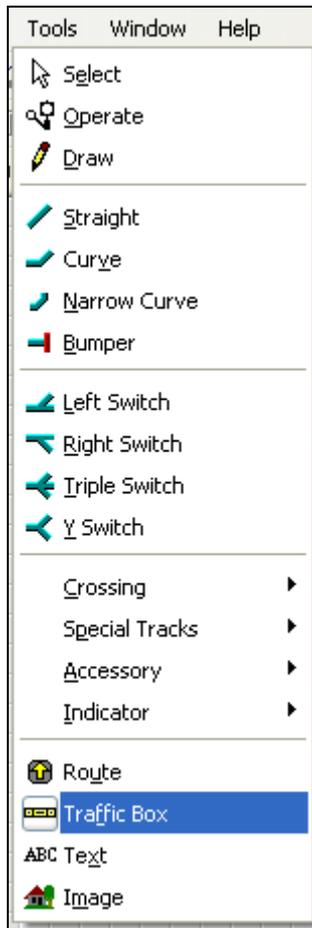 Tools Window Help
Select
Operate
Draw
Straight
Curve
Narrow Curve
Bumper
Left Switch
Right Switch
Triple Switch
Y Switch
Crossing
Special Tracks
Accessory
Indicator
Route
Traffic Box
ABC Text
Image